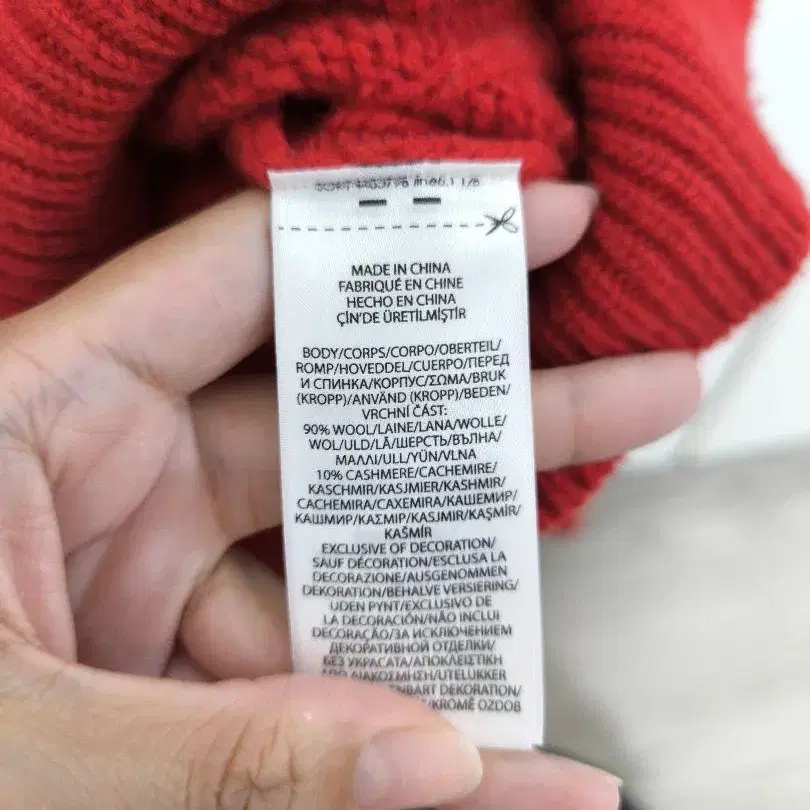 MADE IN CHINA
FABRIQUÉ EN CHINE
HECHO EN CHINA
ÇİN'DE ÜRETİLMİŞTİR
BODY/CORPS/CORPO/OBERTEIL/
ROMP/HOVEDDEL/CUERPO/ПЕРЕД
И СПИНКА/КОРПУС/ΣΩΜΑ/BRUK
(KROPP)/ANVÄND (KROPP)/BEDEN/
VRCHNÍ ČÁST:
90% WOOL/LAINE/LANA/WOLLE/
WOL/ULD/LÃ/ШЕРСТЬ/ВЪЛНА/
ΜΑΛΛΙ/ULL/YÜN/VLNA
10% CASHMERE/CACHEMIRE/
KASCHMIR/KASJMIER/KASHMIR/
CACHEMIRA/CAXEMIRA/КАШЕМИР/
КАШМИР/ΚΑΣΜΙΡ/KASJMIR/KAŞMİR/
KAŠMÍR
EXCLUSIVE OF DECORATION/
SAUF DÉCORATION/ESCLUSA LA
DECORAZIONE/AUSGENOMMEN
DEKORATION/BEHALVE VERSIERING/
UDEN PYNT/EXCLUSIVO DE
LA DECORACIÓN/NÃO INCLUI
DECORAÇÃO/ЗА ИСКЛЮЧЕНИЕМ
ДЕКОРАТИВНОЙ ОТДЕЛКИ/
БЕЗ УКРАСАТА/ΑΠΟΚΛΕΙΣΤΙΚΗ
ΑΠΟ ΔΙΑΚΟΣΜΗΣΗ/UTELUKKER
DEKORATION/
/KROMĚ OZDOB